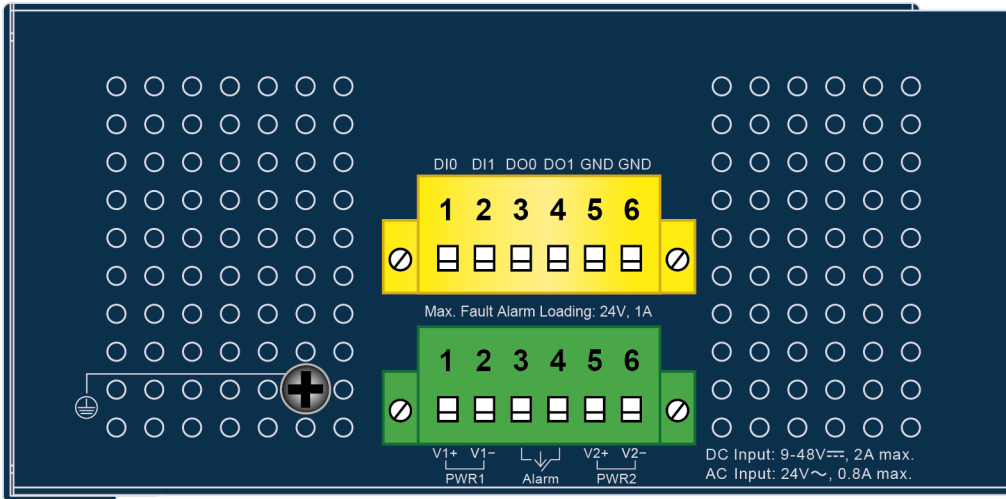 DI0 DI1 DO0 DO1 GND GND
1 2 3 4 5 6
Max. Fault Alarm Loading: 24V, 1A
1 2 3 4 5 6
V1+ V1− V2+ V2−
PWR1 Alarm PWR2
DC Input: 9-48V⎓, 2A max.
AC Input: 24V～, 0.8A max.